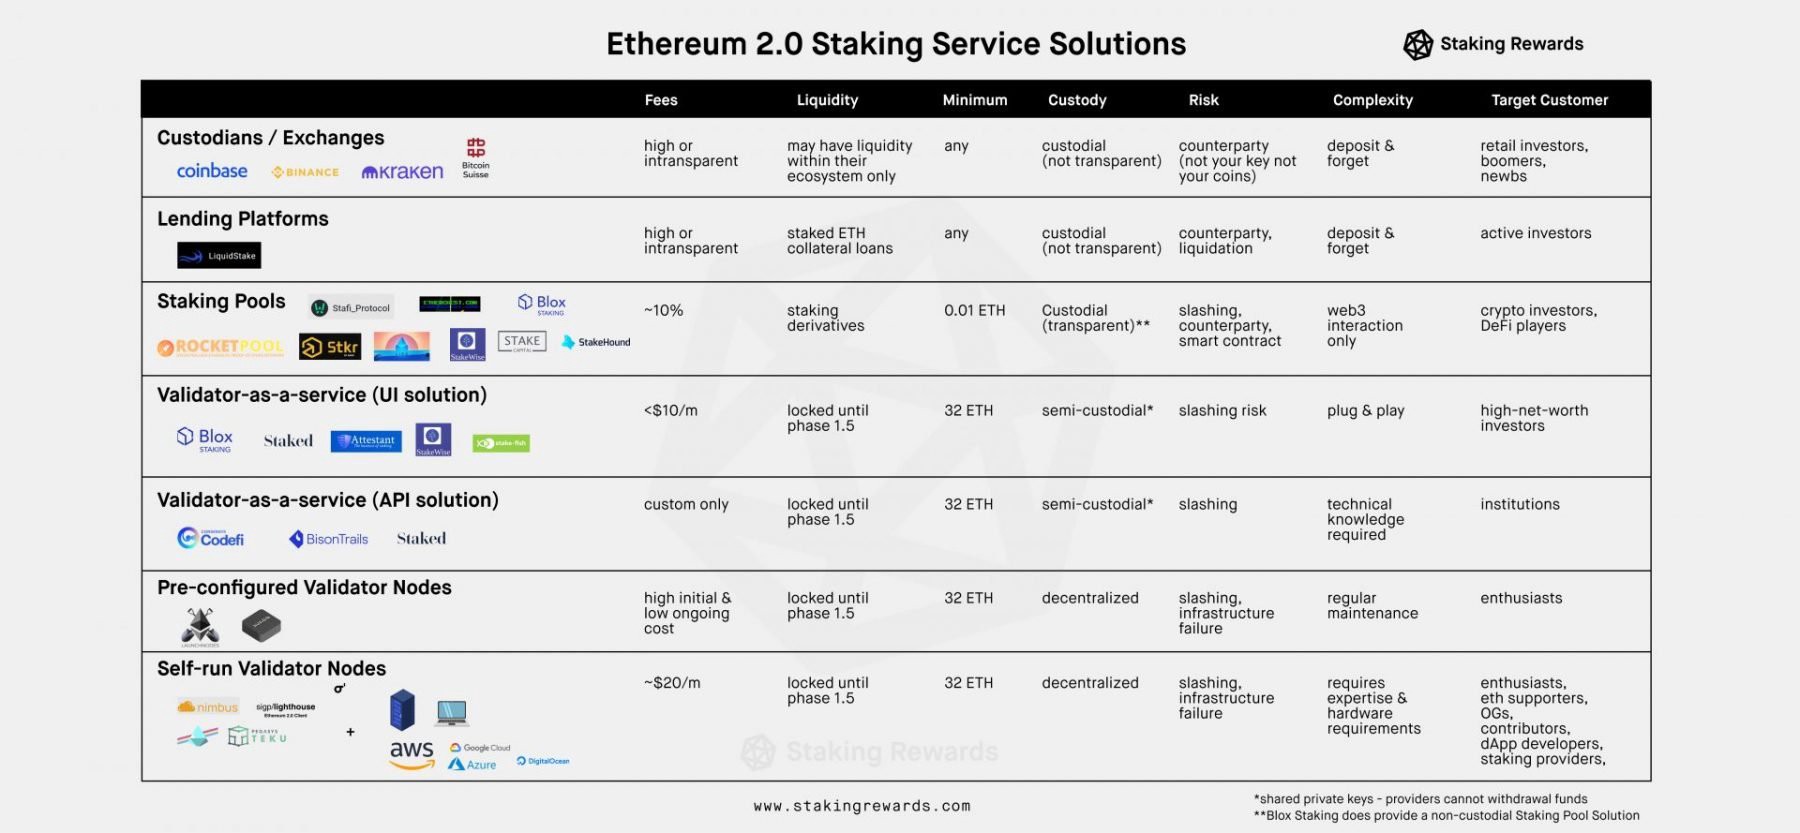 Ethereum 2.0 Staking Service Solutions
Staking Rewards
Fees Liquidity Minimum Custody Risk Complexity Target Customer
Custodians / Exchanges
coinbase BINANCE kraken Bitcoin
Suisse
high or
intransparent
may have liquidity
within their
ecosystem only
any
custodial
(not transparent)
counterparty
(not your key not
your coins)
deposit &
forget
retail investors,
boomers,
newbs
Lending Platforms
LiquidStake
high or
intransparent
staked ETH
collateral loans
any
custodial
(not transparent)
counterparty,
liquidation
deposit &
forget
active investors
Staking Pools
Stafi_Protocol
Blox
STAKING
ROCKETPOOL
Stkr
StakeWise
STAKE
CAPITAL
StakeHound
~10%
staking
derivatives
0.01 ETH
Custodial
(transparent)**
slashing,
counterparty,
smart contract
web3
interaction
only
crypto investors,
DeFi players
Validator-as-a-service (UI solution)
Blox
STAKING
Staked
Attestant
StakeWise
stake-fish
<$10/m
locked until
phase 1.5
32 ETH
semi-custodial*
slashing risk
plug & play
high-net-worth
investors
Validator-as-a-service (API solution)
Codefi
BisonTrails
Staked
custom only
locked until
phase 1.5
32 ETH
semi-custodial*
slashing
technical
knowledge
required
institutions
Pre-configured Validator Nodes
LAUNCHNODES
high initial &
low ongoing
cost
locked until
phase 1.5
32 ETH
decentralized
slashing,
infrastructure
failure
regular
maintenance
enthusiasts
Self-run Validator Nodes
nimbus
sigp/lighthouse
Ethereum 2.0 Client
σ'
PEGASYS
TEKU
+
aws
Google Cloud
Azure
DigitalOcean
~$20/m
locked until
phase 1.5
32 ETH
decentralized
slashing,
infrastructure
failure
requires
expertise &
hardware
requirements
enthusiasts,
eth supporters,
OGs,
contributors,
dApp developers,
staking providers,
Staking Rewards
www.stakingrewards.com
*shared private keys - providers cannot withdrawal funds
**Blox Staking does provide a non-custodial Staking Pool Solution